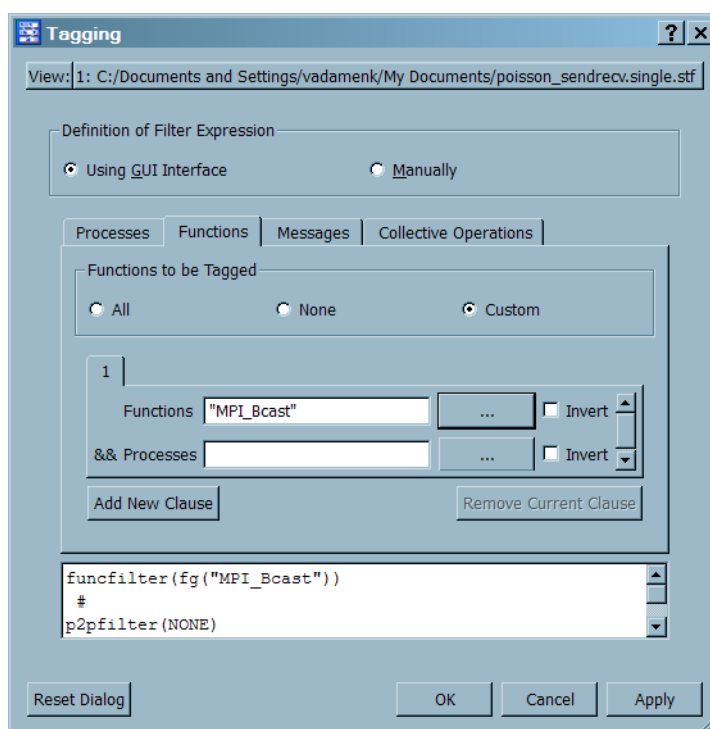 Tagging
View: 1: C:/Documents and Settings/vadamenk/My Documents/poisson_sendrecv.single.stf
Definition of Filter Expression
Using GUI Interface Manually
Processes Functions Messages Collective Operations
Functions to be Tagged
All None Custom
1
Functions "MPI_Bcast" ... Invert
&& Processes ... Invert
Add New Clause Remove Current Clause
funcfilter(fg("MPI_Bcast"))
#
p2pfilter(NONE)
Reset Dialog OK Cancel Apply